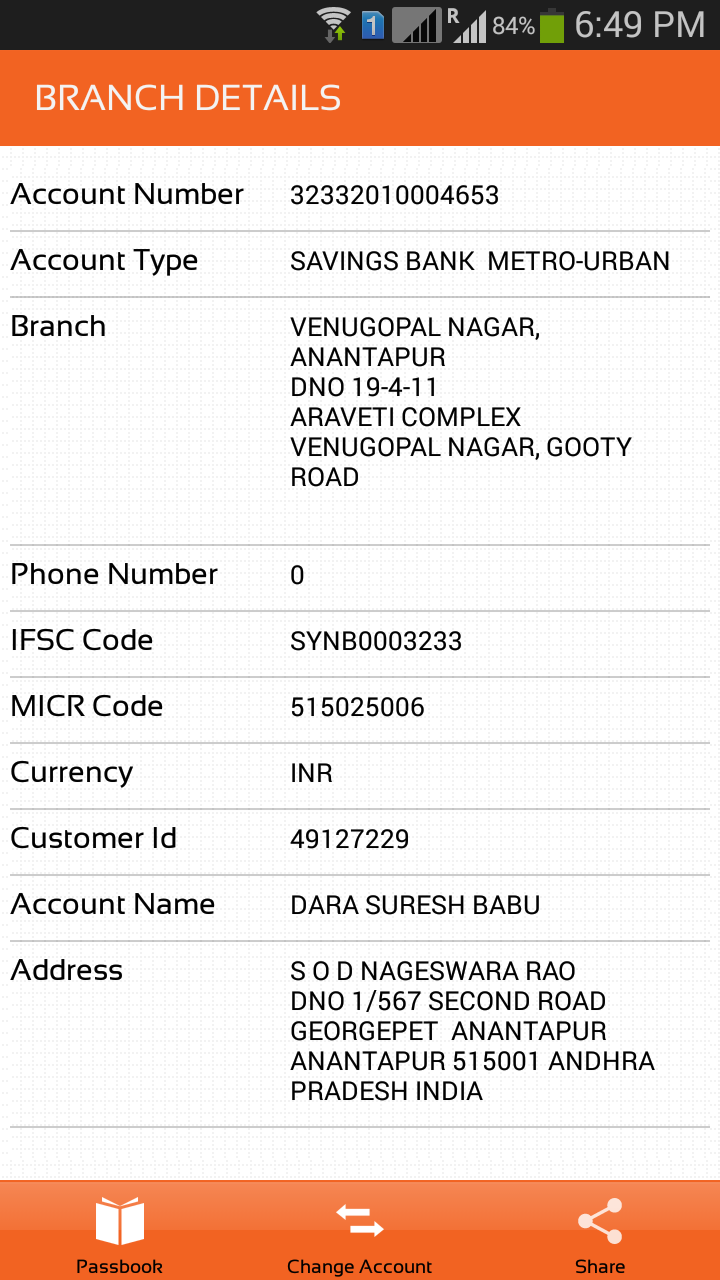 1 R 84% 6:49 PM
BRANCH DETAILS
Account Number 32332010004653
Account Type SAVINGS BANK  METRO-URBAN
Branch VENUGOPAL NAGAR,
ANANTAPUR
DNO 19-4-11
ARAVETI COMPLEX
VENUGOPAL NAGAR, GOOTY
ROAD
Phone Number 0
IFSC Code SYNB0003233
MICR Code 515025006
Currency INR
Customer Id 49127229
Account Name DARA SURESH BABU
Address S O D NAGESWARA RAO
DNO 1/567 SECOND ROAD
GEORGEPET  ANANTAPUR
ANANTAPUR 515001 ANDHRA
PRADESH INDIA
Passbook Change Account Share